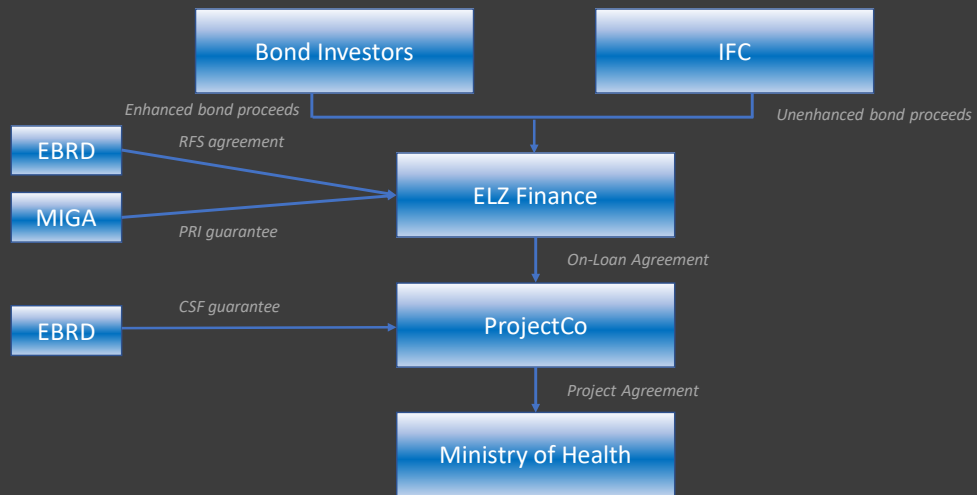 Bond Investors
IFC
Enhanced bond proceeds
Unenhanced bond proceeds
EBRD
RFS agreement
ELZ Finance
MIGA
PRI guarantee
On-Loan Agreement
CSF guarantee
EBRD
ProjectCo
Project Agreement
Ministry of Health